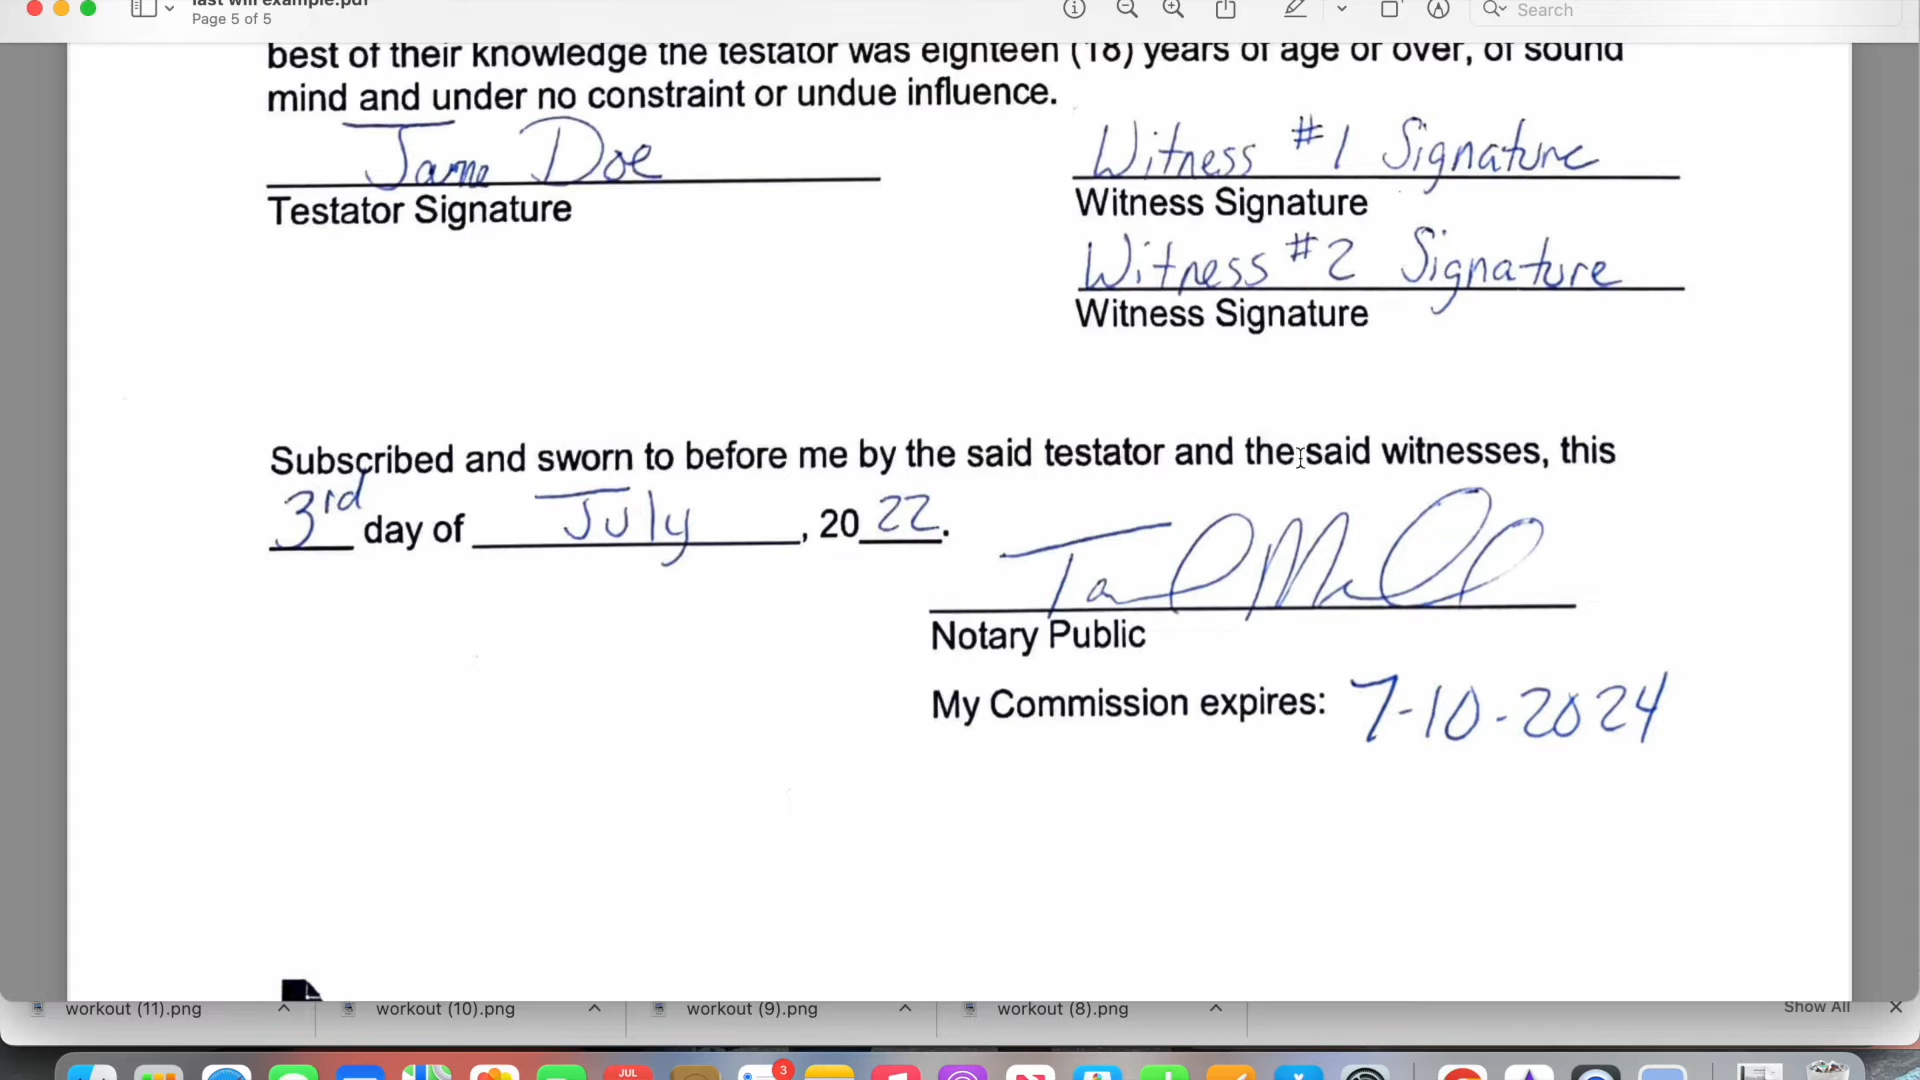 last will example.pdf
Page 5 of 5
Search
best of their knowledge the testator was eighteen (18) years of age or over, of sound
mind and under no constraint or undue influence.
Jane Doe
Testator Signature
Witness #1 Signature
Witness Signature
Witness #2 Signature
Witness Signature
Subscribed and sworn to before me by the said testator and the said witnesses, this
3rd day of July, 2022.
Notary Public
My Commission expires: 7-10-2024
workout (11).png
workout (10).png
workout (9).png
workout (8).png
Show All
JUL
3